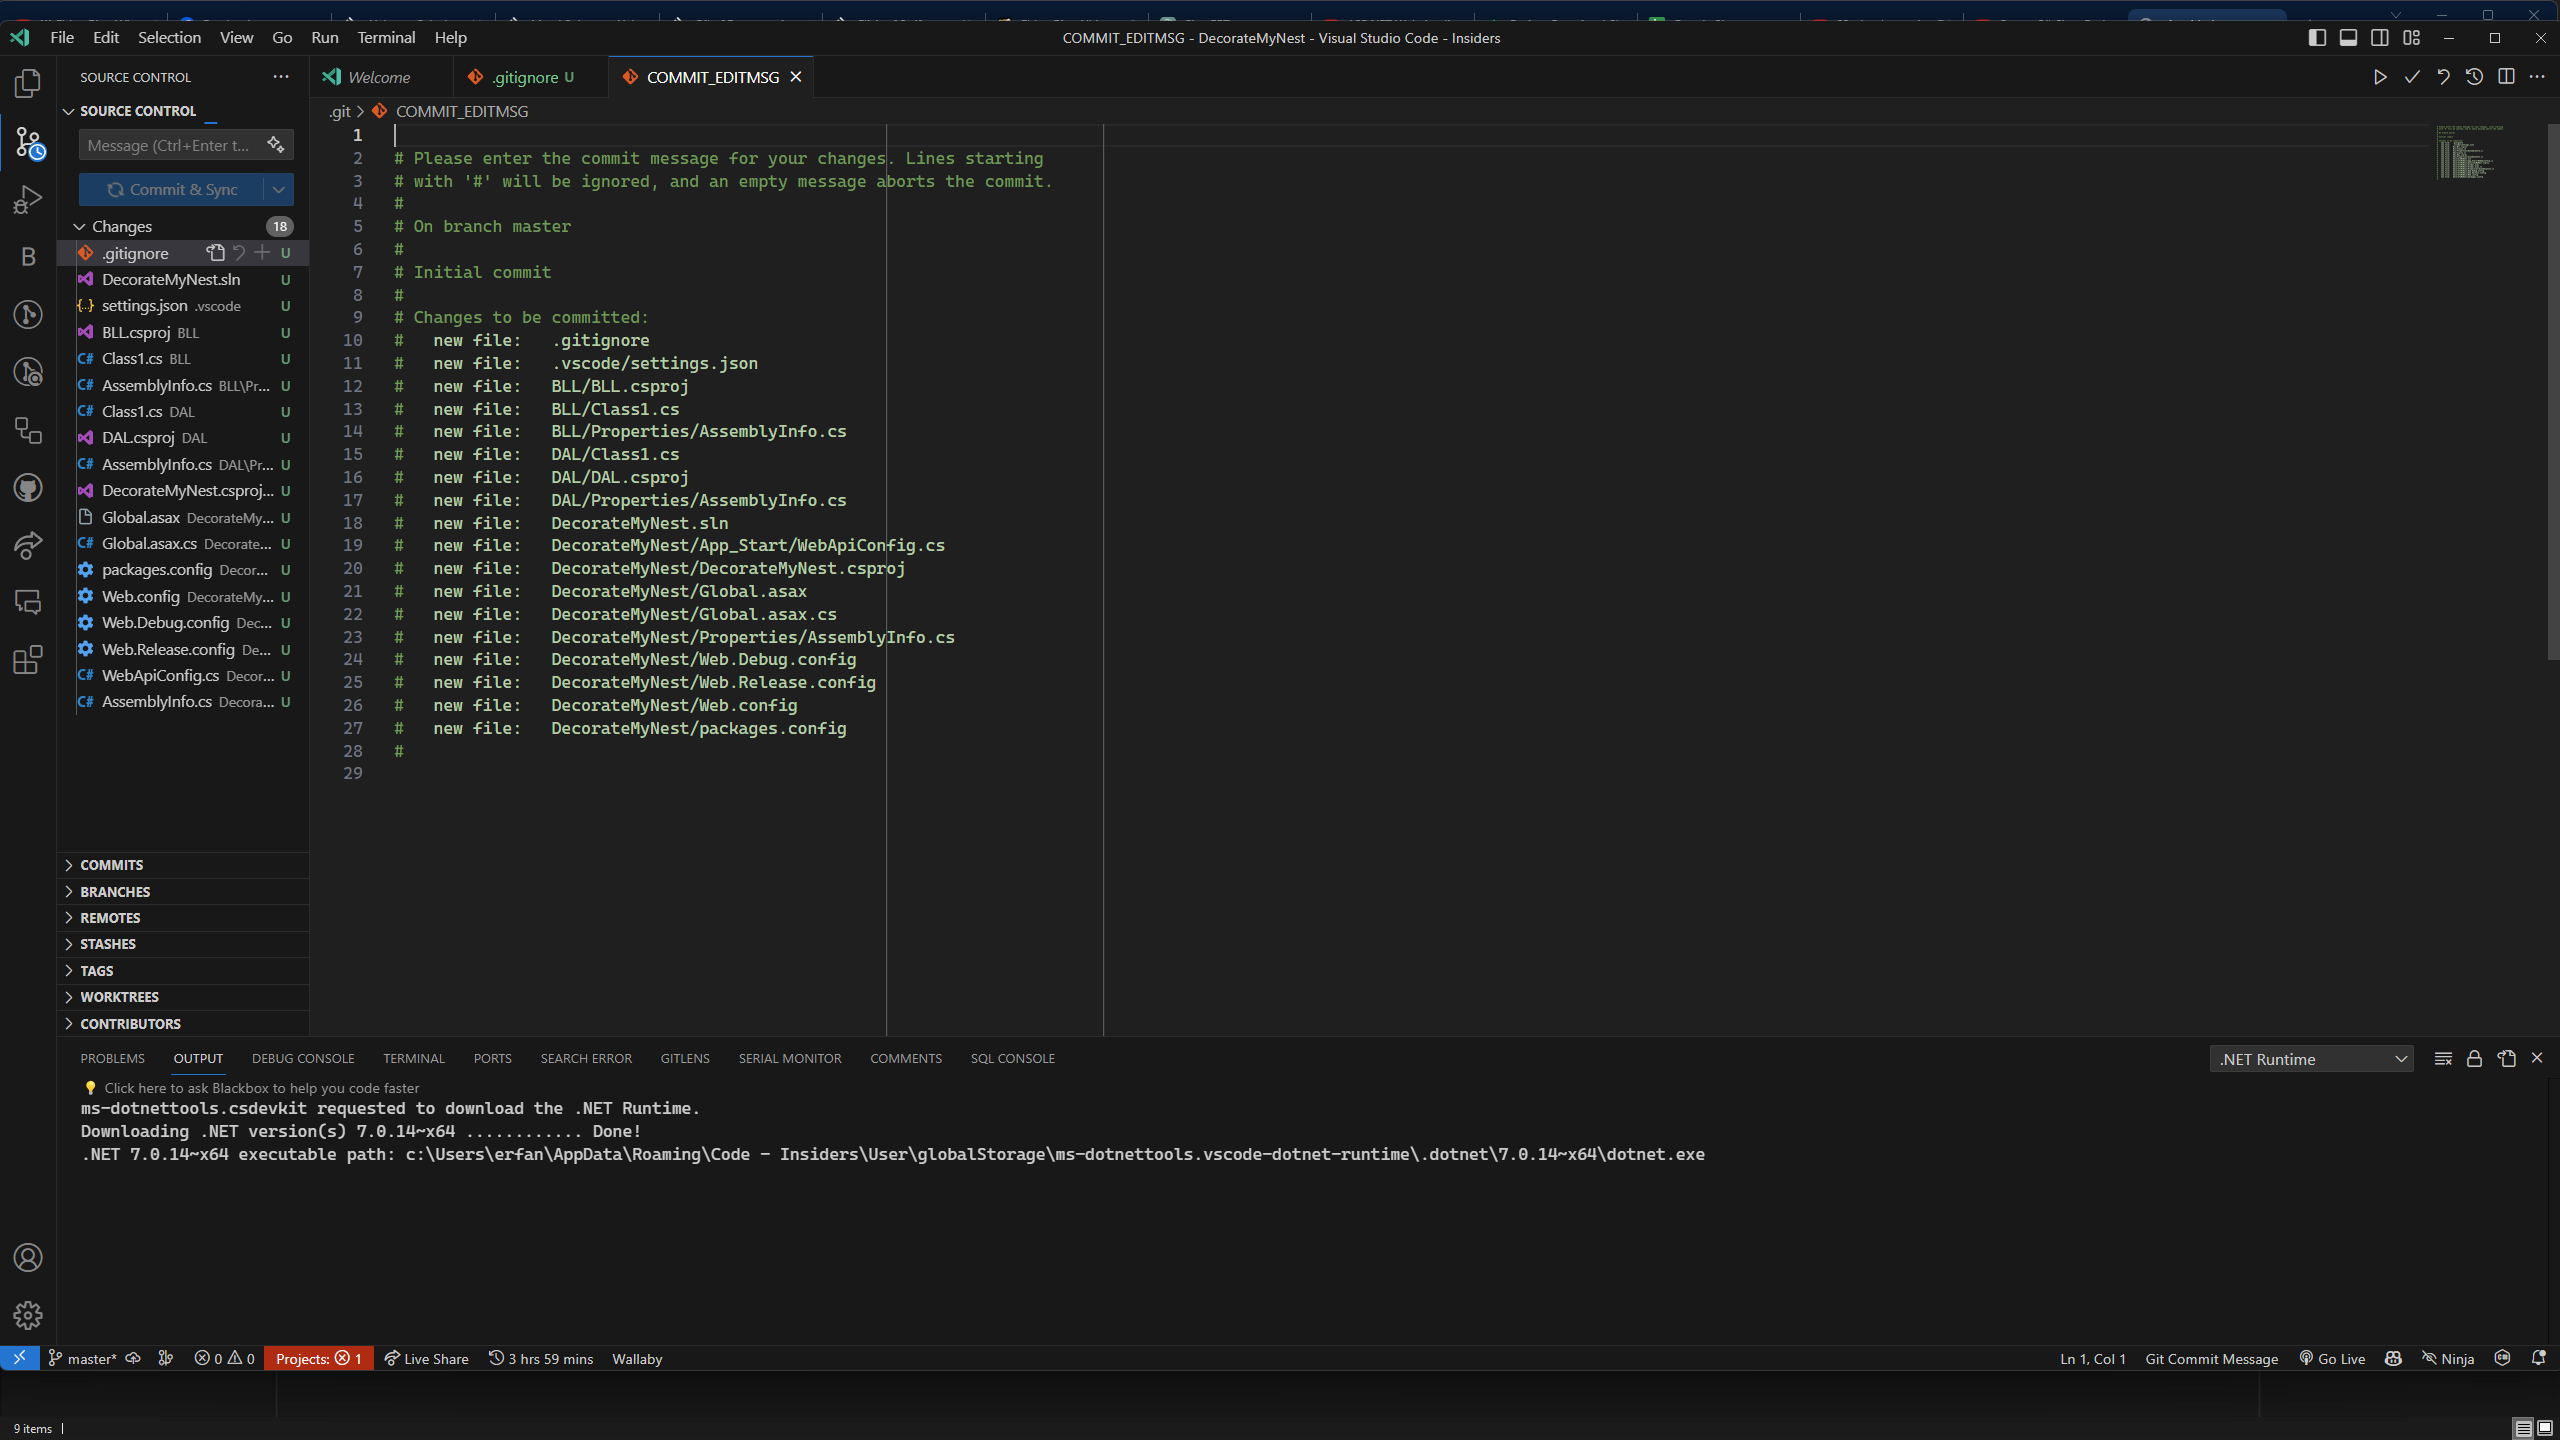 File Edit Selection View Go Run Terminal Help
COMMIT_EDITMSG - DecorateMyNest - Visual Studio Code - Insiders
SOURCE CONTROL
Welcome
.gitignore U
COMMIT_EDITMSG
SOURCE CONTROL
.git > COMMIT_EDITMSG
Message (Ctrl+Enter t...
Commit & Sync
Changes 18
.gitignore U
DecorateMyNest.sln U
settings.json .vscode U
BLL.csproj BLL U
Class1.cs BLL U
AssemblyInfo.cs BLL\Pr... U
Class1.cs DAL U
DAL.csproj DAL U
AssemblyInfo.cs DAL\Pr... U
DecorateMyNest.csproj... U
Global.asax DecorateMy... U
Global.asax.cs Decorate... U
packages.config Decor... U
Web.config DecorateMy... U
Web.Debug.config Dec... U
Web.Release.config De... U
WebApiConfig.cs Decor... U
AssemblyInfo.cs Decora... U
COMMITS
BRANCHES
REMOTES
STASHES
TAGS
WORKTREES
CONTRIBUTORS
1
2 # Please enter the commit message for your changes. Lines starting
3 # with '#' will be ignored, and an empty message aborts the commit.
4 #
5 # On branch master
6 #
7 # Initial commit
8 #
9 # Changes to be committed:
10 # new file: .gitignore
11 # new file: .vscode/settings.json
12 # new file: BLL/BLL.csproj
13 # new file: BLL/Class1.cs
14 # new file: BLL/Properties/AssemblyInfo.cs
15 # new file: DAL/Class1.cs
16 # new file: DAL/DAL.csproj
17 # new file: DAL/Properties/AssemblyInfo.cs
18 # new file: DecorateMyNest.sln
19 # new file: DecorateMyNest/App_Start/WebApiConfig.cs
20 # new file: DecorateMyNest/DecorateMyNest.csproj
21 # new file: DecorateMyNest/Global.asax
22 # new file: DecorateMyNest/Global.asax.cs
23 # new file: DecorateMyNest/Properties/AssemblyInfo.cs
24 # new file: DecorateMyNest/Web.Debug.config
25 # new file: DecorateMyNest/Web.Release.config
26 # new file: DecorateMyNest/Web.config
27 # new file: DecorateMyNest/packages.config
28 #
29
PROBLEMS OUTPUT DEBUG CONSOLE TERMINAL PORTS SEARCH ERROR GITLENS SERIAL MONITOR COMMENTS SQL CONSOLE
.NET Runtime
Click here to ask Blackbox to help you code faster
ms-dotnettools.csdevkit requested to download the .NET Runtime.
Downloading .NET version(s) 7.0.14~x64 ............ Done!
.NET 7.0.14~x64 executable path: c:\Users\erfan\AppData\Roaming\Code - Insiders\User\globalStorage\ms-dotnettools.vscode-dotnet-runtime\.dotnet\7.0.14~x64\dotnet.exe
master* 0 0 Projects: 1 Live Share 3 hrs 59 mins Wallaby
Ln 1, Col 1 Git Commit Message Go Live Ninja
9 items